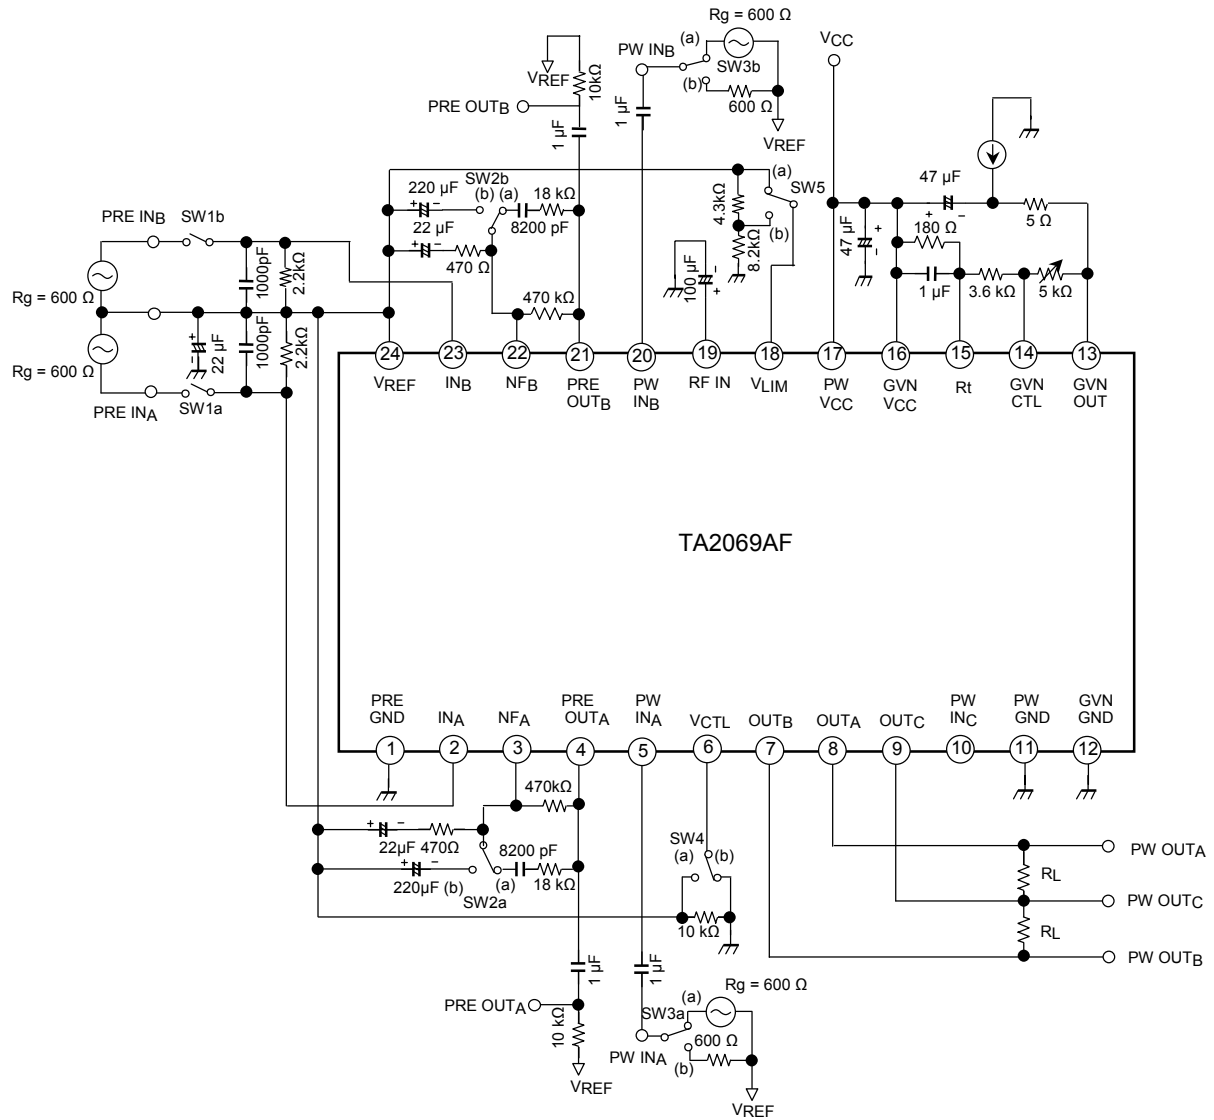 Rg = 600 Ω
PW INB
(a)
SW3b
(b)
600 Ω
VREF
VCC
VREF
10kΩ
PRE OUTB
1 μF
1 μF
SW2b
220 μF
(b)
(a)
18 kΩ
+
−
22 μF
8200 pF
+
−
470 Ω
470 kΩ
(a)
SW5
4.3kΩ
(b)
8.2kΩ
100 μF
−
+
47 μF
+
−
5 Ω
47 μF
+
−
180 Ω
1 μF
3.6 kΩ
5 kΩ
PRE INB
SW1b
Rg = 600 Ω
1000pF
2.2kΩ
+
−
22 μF
1000pF
2.2kΩ
Rg = 600 Ω
PRE INA
SW1a
24
23
22
21
20
19
18
17
16
15
14
13
VREF
INB
NFB
PRE
OUTB
PW
INB
RF IN
VLIM
PW
VCC
GVN
VCC
Rt
GVN
CTL
GVN
OUT
TA2069AF
PRE
GND
INA
NFA
PRE
OUTA
PW
INA
VCTL
OUTB
OUTA
OUTC
PW
INC
PW
GND
GVN
GND
1
2
3
4
5
6
7
8
9
10
11
12
470kΩ
+
−
22μF
470Ω
8200 pF
+
−
220μF
(b)
(a)
18 kΩ
SW2a
SW4
(a)
(b)
10 kΩ
PW OUTA
RL
PW OUTC
RL
PW OUTB
1 μF
PRE OUTA
10 kΩ
VREF
1 μF
Rg = 600 Ω
(a)
SW3a
600 Ω
PW INA
(b)
VREF